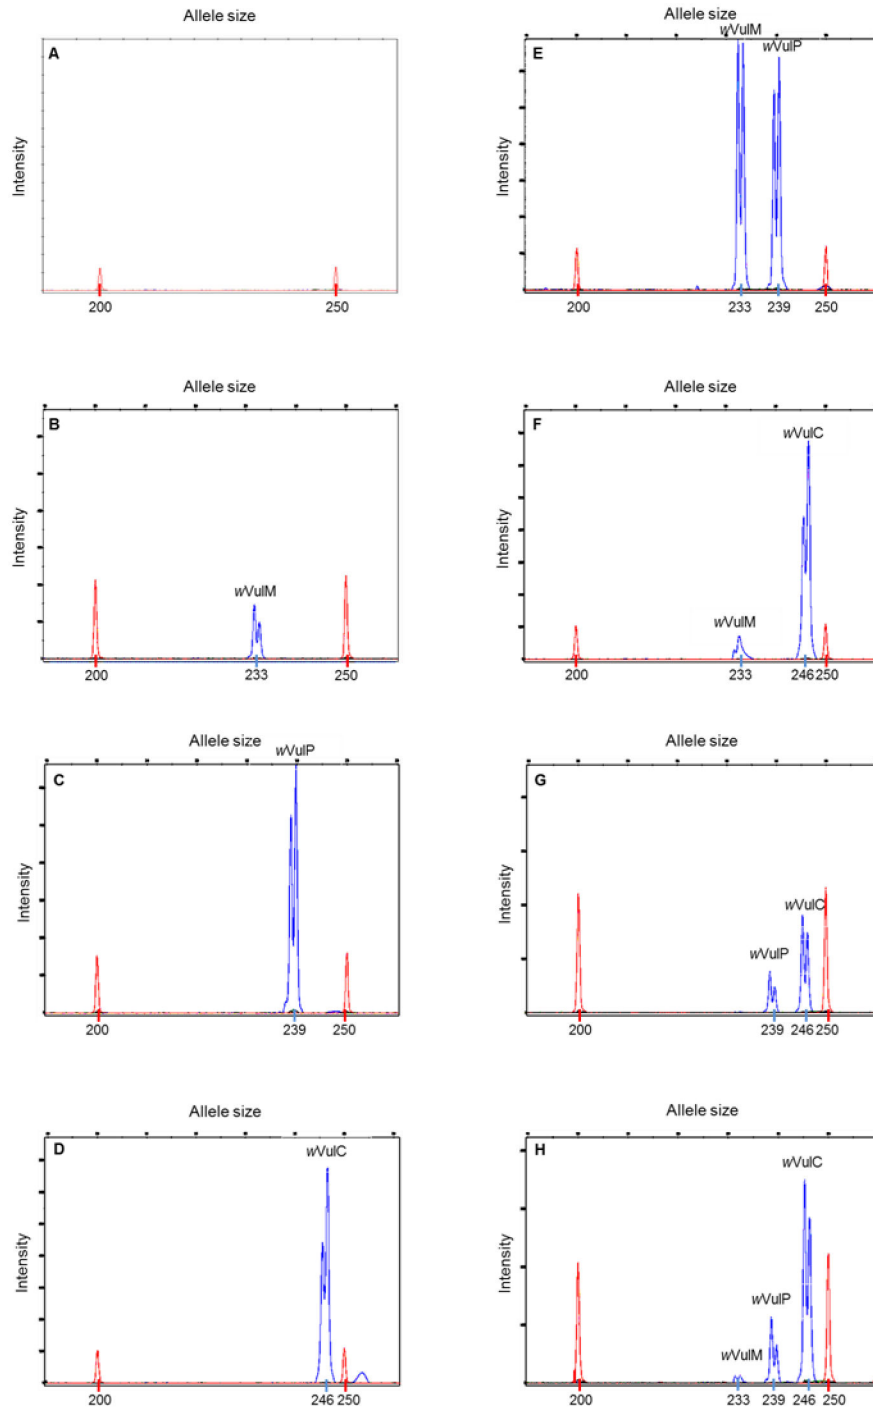 Allele size
A
Intensity
200 250
Allele size
B
Intensity
wVulM
200 233 250
Allele size
wVulP
C
Intensity
200 239 250
Allele size
D
wVulC
Intensity
200 246 250
Allele size
wVulM
E
wVulP
Intensity
200 233 239 250
Allele size
F
wVulC
Intensity
wVulM
200 233 246 250
Allele size
G
Intensity
wVulC
wVulP
200 239 246 250
Allele size
H
wVulC
Intensity
wVulP
wVulM
200 233 239 246 250